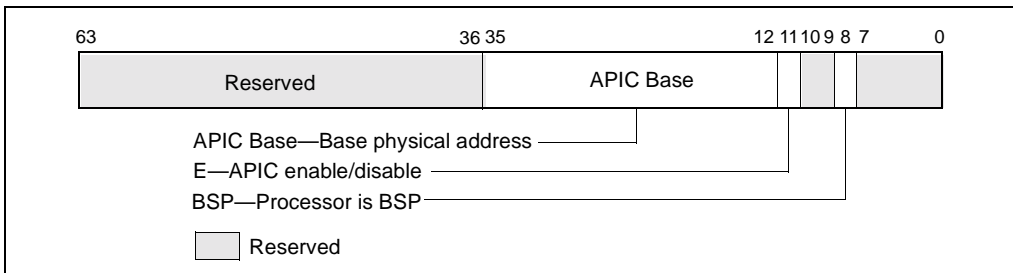 63 36 35 12 11 10 9 8 7 0
Reserved APIC Base
APIC Base—Base physical address
E—APIC enable/disable
BSP—Processor is BSP
Reserved